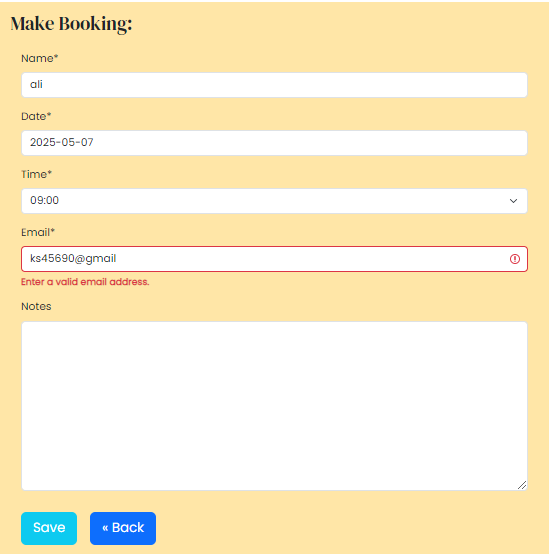 Make Booking:
Name*
ali
Date*
2025-05-07
Time*
09:00
Email*
ks45690@gmail
Enter a valid email address.
Notes
Save
« Back